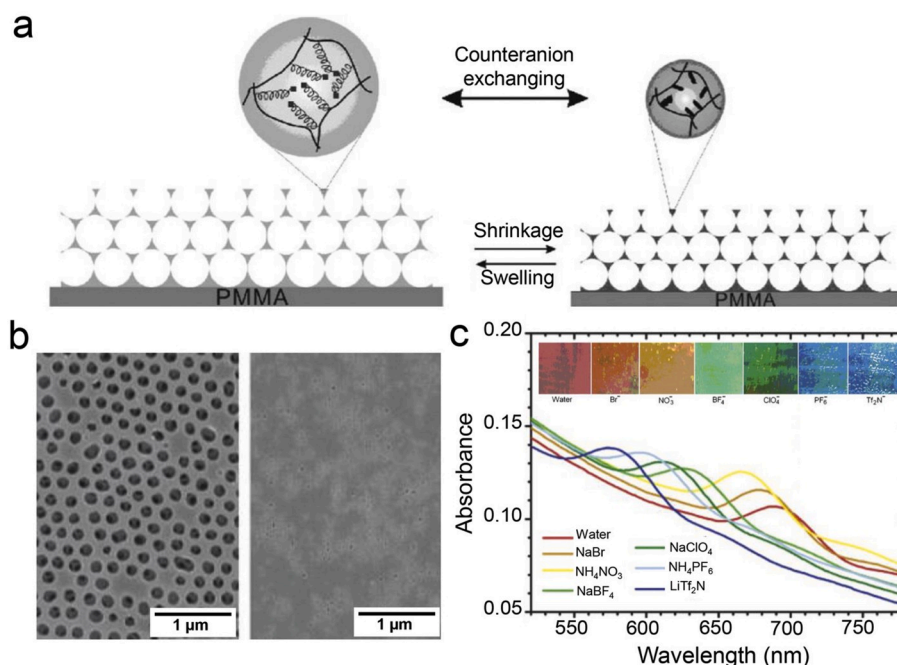 a
Counteranion
exchanging
Shrinkage
Swelling
PMMA
PMMA
b
1 µm
1 µm
c
0.20
0.15
0.10
0.05
Absorbance
Water
Br⁻
NO₃⁻
BF₄⁻
ClO₄⁻
PF₆⁻
Tf₂N⁻
Water
NaBr
NH₄NO₃
NaBF₄
NaClO₄
NH₄PF₆
LiTf₂N
550 600 650 700 750
Wavelength (nm)